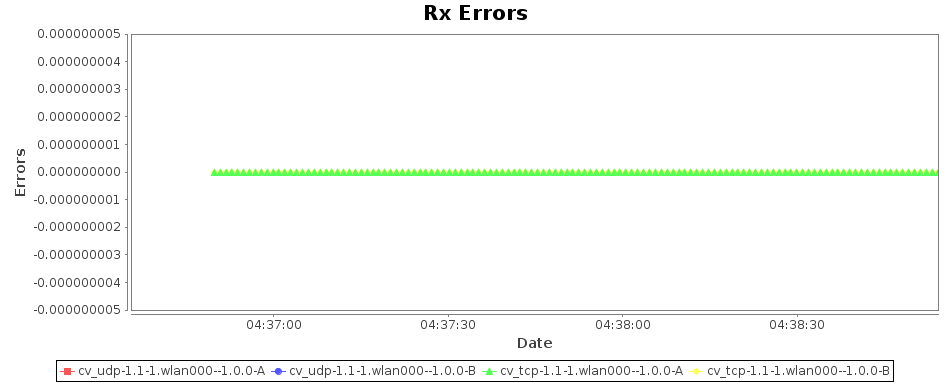 Rx Errors
0.000000005
0.000000004
0.000000003
0.000000002
0.000000001
0.000000000
-0.000000001
-0.000000002
-0.000000003
-0.000000004
-0.000000005
Errors
04:37:00 04:37:30 04:38:00 04:38:30
Date
cv_udp-1.1-1.wlan000--1.0.0-A cv_udp-1.1-1.wlan000--1.0.0-B cv_tcp-1.1-1.wlan000--1.0.0-A cv_tcp-1.1-1.wlan000--1.0.0-B